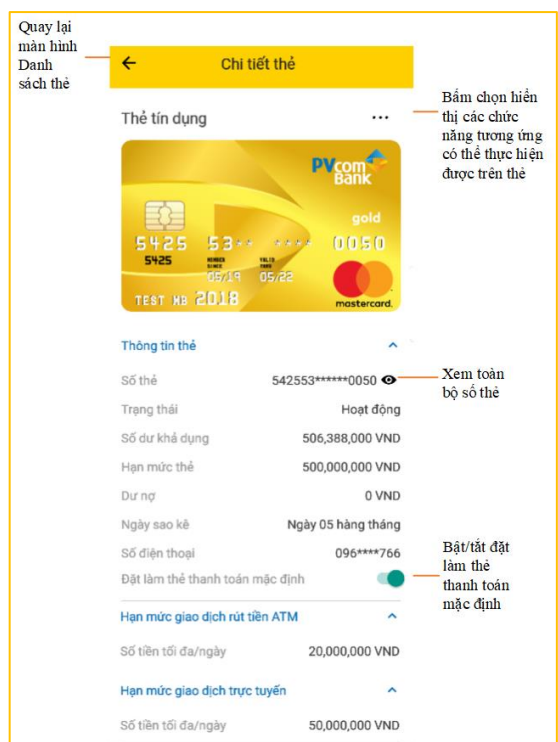 Quay lại
màn hình
Danh
sách thẻ
Chi tiết thẻ
Thẻ tín dụng
...
Bấm chọn hiển
thị các chức
năng tương ứng
có thể thực hiện
được trên thẻ
PVcom
Bank
gold
5425 53** **** 0050
5425
MEMBER SINCE 05/19 VALID THRU 05/22
TEST MB 2018
mastercard.
Thông tin thẻ
Số thẻ 542553******0050
Xem toàn
bộ số thẻ
Trạng thái Hoạt động
Số dư khả dụng 506,388,000 VND
Hạn mức thẻ 500,000,000 VND
Dư nợ 0 VND
Ngày sao kê Ngày 05 hàng tháng
Số điện thoại 096****766
Đặt làm thẻ thanh toán mặc định
Bật/tắt đặt
làm thẻ
thanh toán
mặc định
Hạn mức giao dịch rút tiền ATM
Số tiền tối đa/ngày 20,000,000 VND
Hạn mức giao dịch trực tuyến
Số tiền tối đa/ngày 50,000,000 VND